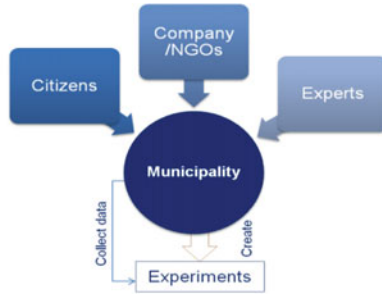 Company
/NGOs
Citizens
Experts
Municipality
Collect data
Create
Experiments